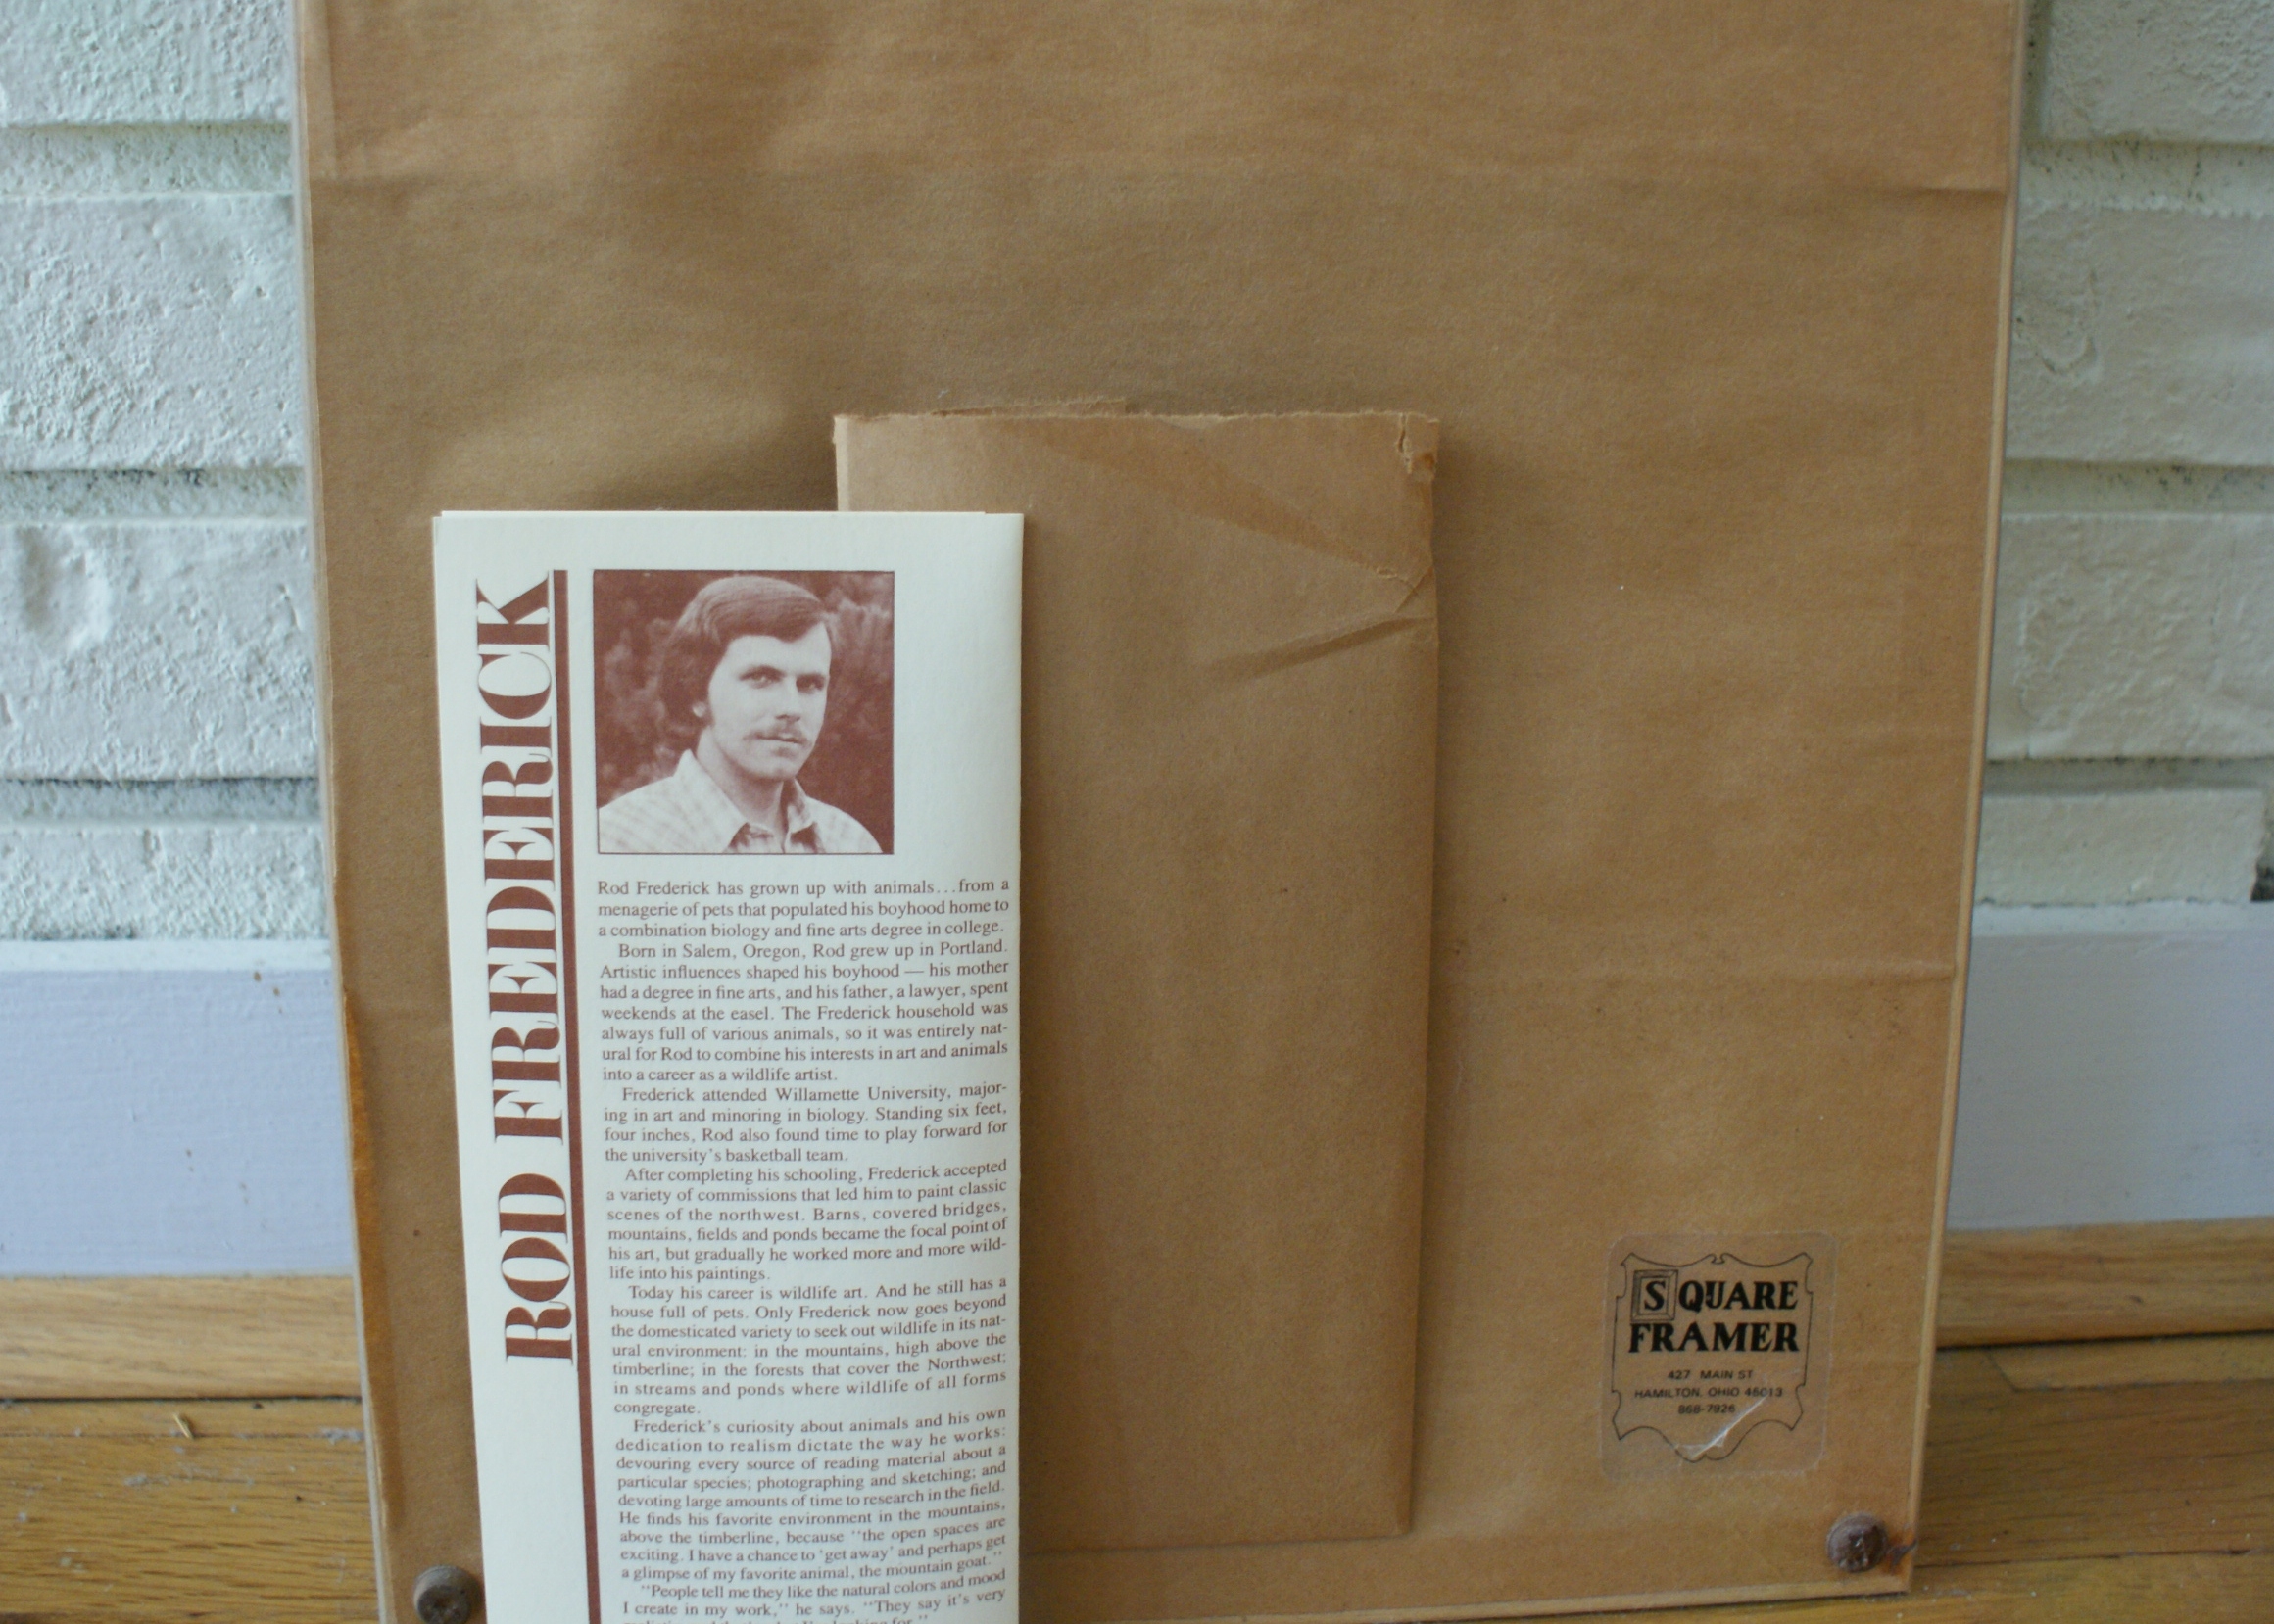 ROD FREDERICK
Rod Frederick has grown up with animals...from a
menagerie of pets that populated his boyhood home to
a combination biology and fine arts degree in college.
Born in Salem, Oregon, Rod grew up in Portland.
Artistic influences shaped his boyhood — his mother
had a degree in fine arts, and his father, a lawyer, spent
weekends at the easel. The Frederick household was
always full of various animals, so it was entirely nat-
ural for Rod to combine his interests in art and animals
into a career as a wildlife artist.
Frederick attended Willamette University, major-
ing in art and minoring in biology. Standing six feet,
four inches, Rod also found time to play forward for
the university's basketball team.
After completing his schooling, Frederick accepted
a variety of commissions that led him to paint classic
scenes of the northwest. Barns, covered bridges,
mountains, fields and ponds became the focal point of
his art, but gradually he worked more and more wild-
life into his paintings.
Today his career is wildlife art. And he still has a
house full of pets. Only Frederick now goes beyond
the domesticated variety to seek out wildlife in its nat-
ural environment: in the mountains, high above the
timberline; in the forests that cover the Northwest;
in streams and ponds where wildlife of all forms
congregate.
Frederick's curiosity about animals and his own
dedication to realism dictate the way he works:
devouring every source of reading material about a
particular species; photographing and sketching; and
devoting large amounts of time to research in the field.
He finds his favorite environment in the mountains,
above the timberline, because "the open spaces are
exciting. I have a chance to 'get away' and perhaps get
a glimpse of my favorite animal, the mountain goat."
"People tell me they like the natural colors and mood
I create in my work," he says. "They say it's very
SQUARE
FRAMER
427 MAIN ST
HAMILTON, OHIO 45013
868-7926